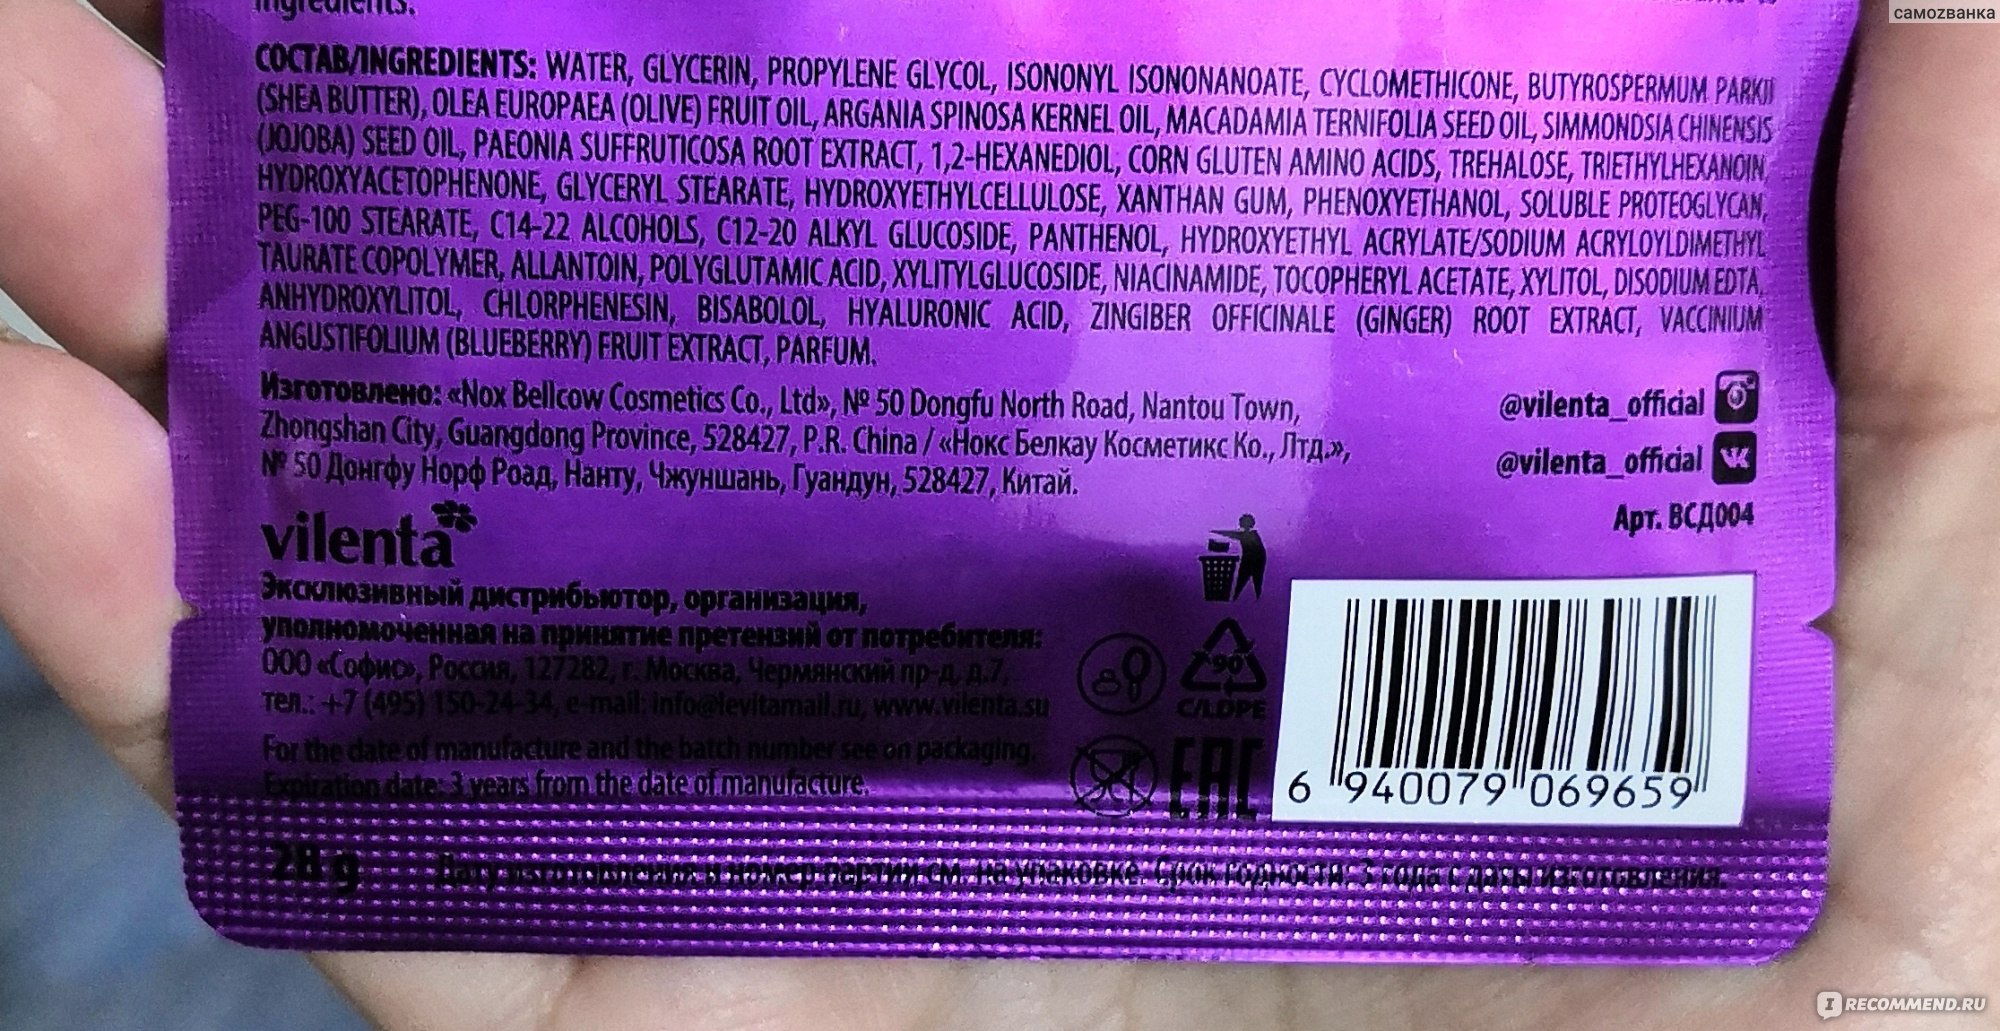 ingredients.
самоzванка
СОСТАВ/INGREDIENTS: WATER, GLYCERIN, PROPYLENE GLYCOL, ISONONYL ISONONANOATE, CYCLOMETHICONE, BUTYROSPERMUM PARKII
(SHEA BUTTER), OLEA EUROPAEA (OLIVE) FRUIT OIL, ARGANIA SPINOSA KERNEL OIL, MACADAMIA TERNIFOLIA SEED OIL, SIMMONDSIA CHINENSIS
(JOJOBA) SEED OIL, PAEONIA SUFFRUTICOSA ROOT EXTRACT, 1,2-HEXANEDIOL, CORN GLUTEN AMINO ACIDS, TREHALOSE, TRIETHYLHEXANOIN,
HYDROXYACETOPHENONE, GLYCERYL STEARATE, HYDROXYETHYLCELLULOSE, XANTHAN GUM, PHENOXYETHANOL, SOLUBLE PROTEOGLYCAN,
PEG-100 STEARATE, C14-22 ALCOHOLS, C12-20 ALKYL GLUCOSIDE, PANTHENOL, HYDROXYETHYL ACRYLATE/SODIUM ACRYLOYLDIMETHYL
TAURATE COPOLYMER, ALLANTOIN, POLYGLUTAMIC ACID, XYLITYLGLUCOSIDE, NIACINAMIDE, TOCOPHERYL ACETATE, XYLITOL, DISODIUM EDTA,
ANHYDROXYLITOL, CHLORPHENESIN, BISABOLOL, HYALURONIC ACID, ZINGIBER OFFICINALE (GINGER) ROOT EXTRACT, VACCINIUM
ANGUSTIFOLIUM (BLUEBERRY) FRUIT EXTRACT, PARFUM.
Изготовлено: «Nox Bellcow Cosmetics Co., Ltd», № 50 Dongfu North Road, Nantou Town,
Zhongshan City, Guangdong Province, 528427, P.R. China / «Нокс Белкау Косметикс Ко., Лтд.»,
№ 50 Донгфу Норф Роад, Нанту, Чжуншань, Гуандун, 528427, Китай.
@vilenta_official
@vilenta_official
Арт. ВСД004
vilenta
Эксклюзивный дистрибьютор, организация,
уполномоченная на принятие претензий от потребителя:
ООО «Софис», Россия, 127282, г. Москва, Чермянский пр-д, д.7,
тел.: +7 (495) 150-24-34, e-mail: info@levitamail.ru, www.vilenta.su
For the date of manufacture and the batch number see on packaging.
Expiration date: 3 years from the date of manufacture.
90
C/LDPE
EAC
6 940079 069659
28 g
Дату изготовления и номер партии см. на упаковке. Срок годности: 3 года с даты изготовления.
IRECOMMEND.RU